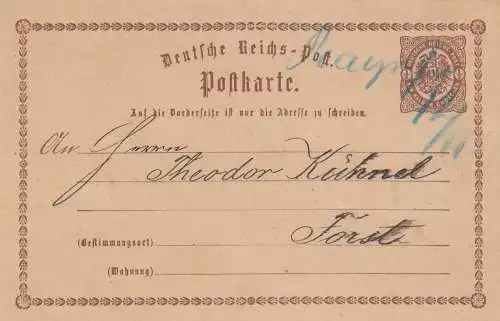 Deutsche Reichs-Post.
Postkarte.
Auf die Vorderseite ist nur die Adresse zu schreiben.
An Herrn
Theodor Kühnel
Forst
(Bestimmungsort)
(Wohnung)